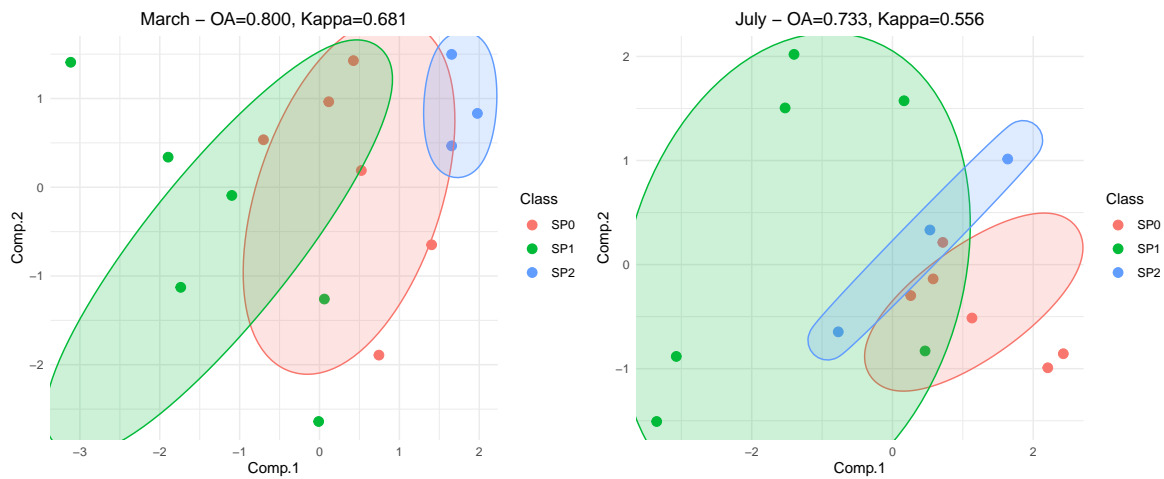 March – OA=0.800, Kappa=0.681
1
0
−1
−2
Comp.2
−3
−2
−1
0
1
2
Comp.1
Class
SP0
SP1
SP2
July – OA=0.733, Kappa=0.556
2
1
0
−1
Comp.2
−2
0
Comp.1
Class
SP0
SP1
SP2